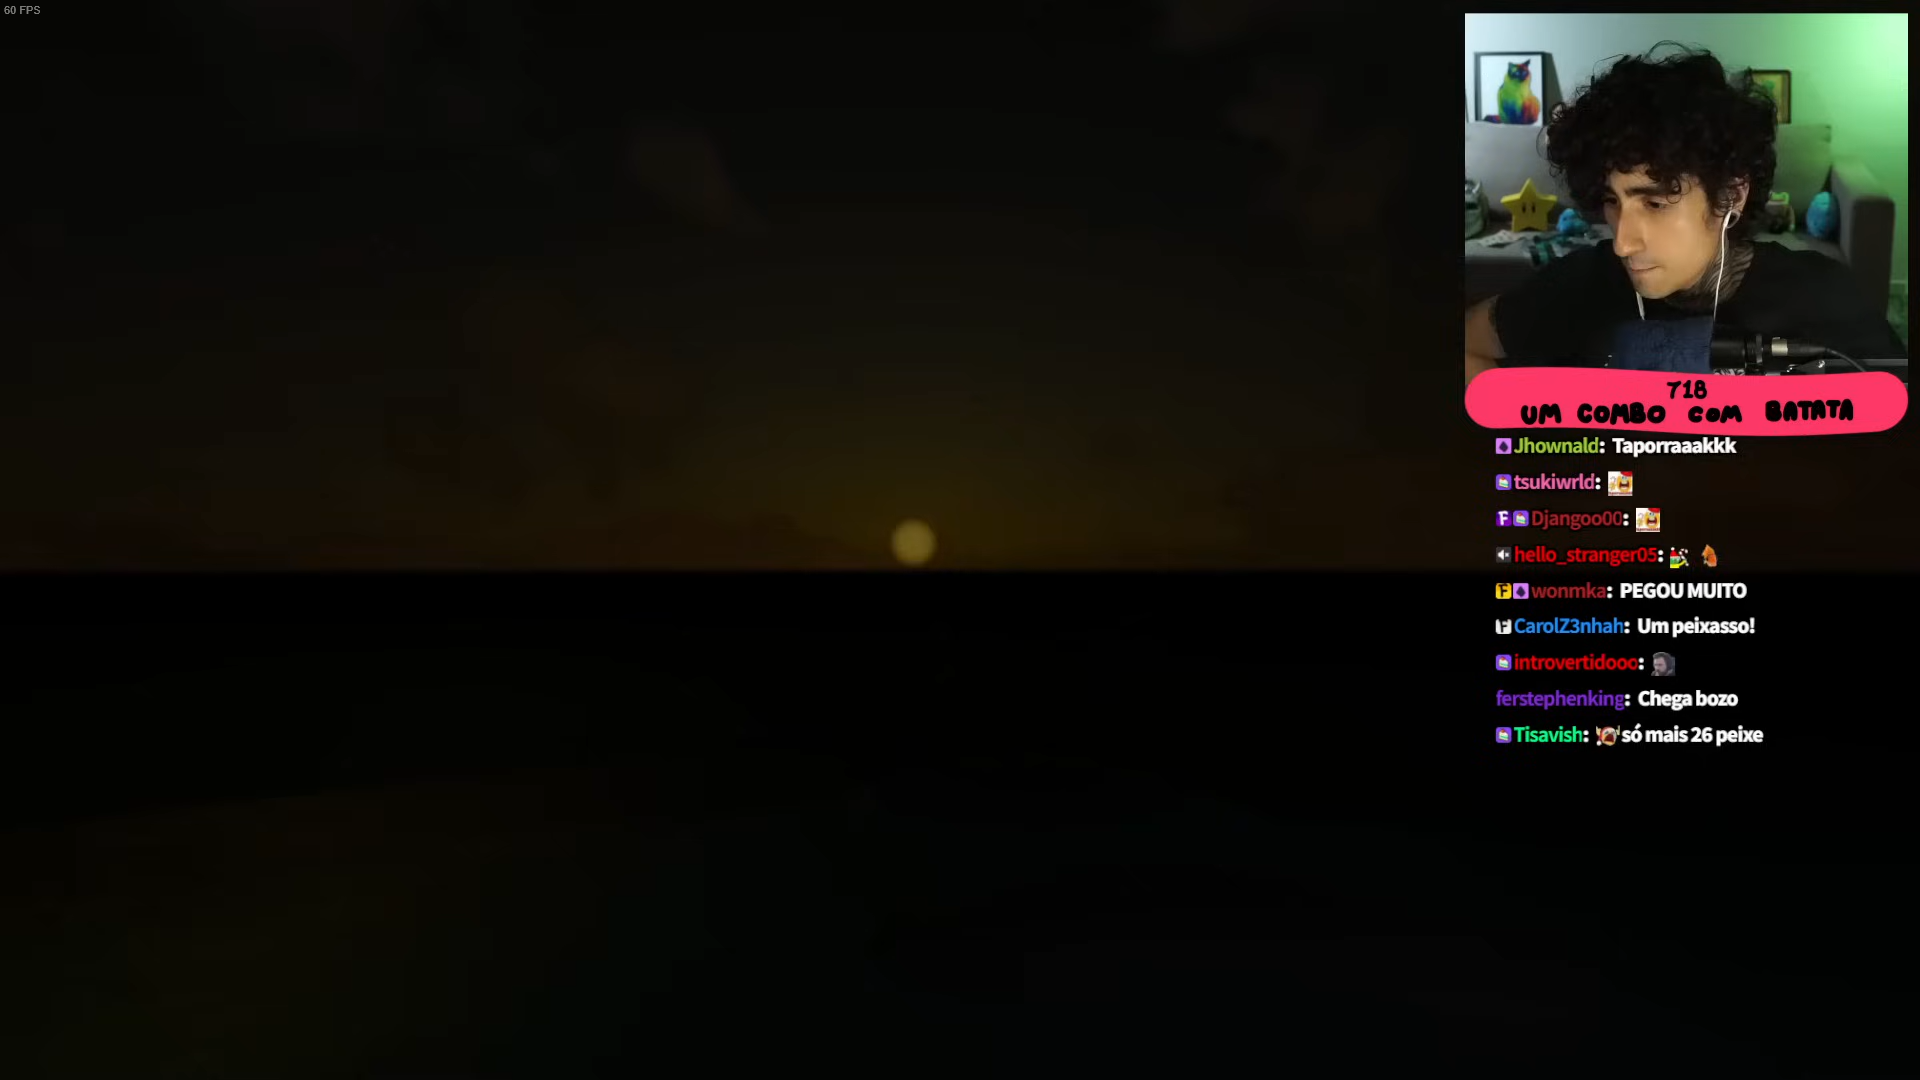 60 FPS
718
UM COMBO COM BATATA
Jhownald: Taporraaakkk
tsukiwrld:
Djangoo00:
hello_stranger05:
wonmka: PEGOU MUITO
CarolZ3nhah: Um peixasso!
introvertidooo:
ferstephenking: Chega bozo
Tisavish: só mais 26 peixe